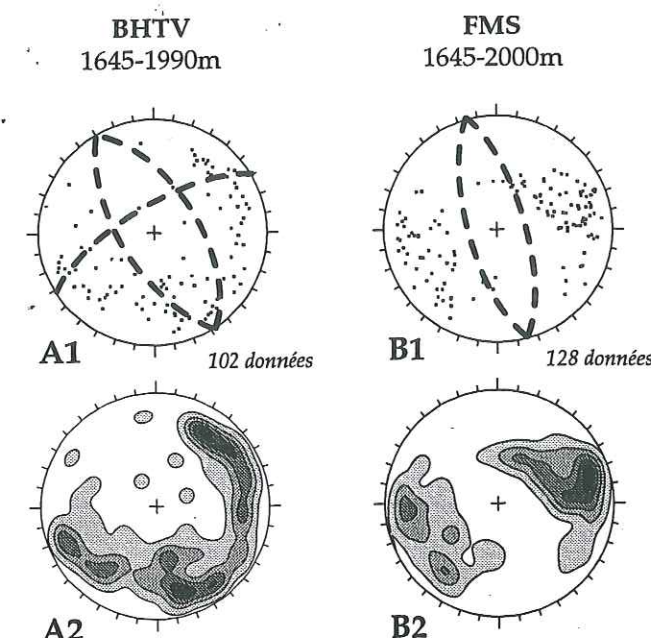 BHTV
1645-1990m
FMS
1645-2000m
A1
102 données
B1
128 données
A2
B2